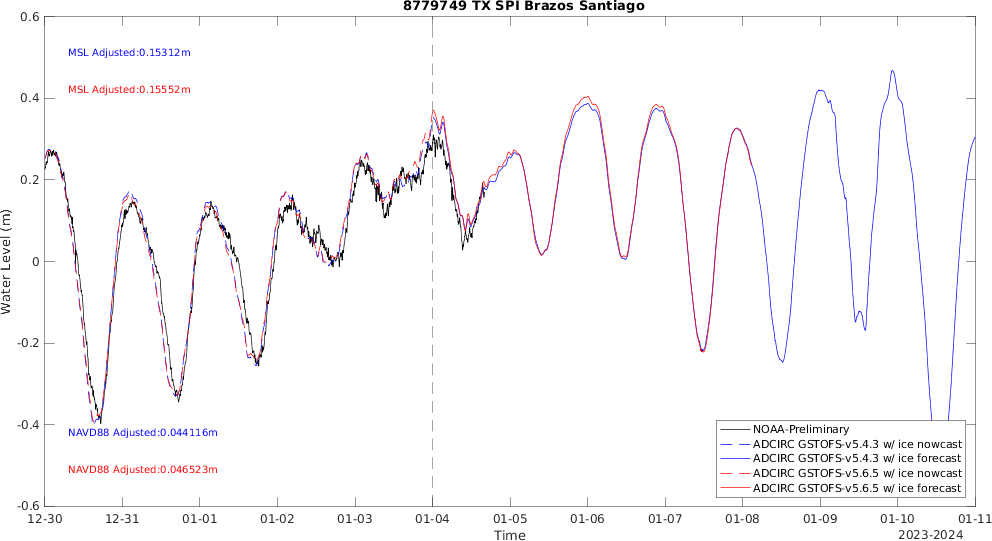 8779749 TX SPI Brazos Santiago
0.6
MSL Adjusted:0.15312m
MSL Adjusted:0.15552m
0.4
0.2
0
-0.2
-0.4
-0.6
Water Level (m)
NAVD88 Adjusted:0.044116m
NAVD88 Adjusted:0.046523m
NOAA-Preliminary
ADCIRC GSTOFS-v5.4.3 w/ ice nowcast
ADCIRC GSTOFS-v5.4.3 w/ ice forecast
ADCIRC GSTOFS-v5.6.5 w/ ice nowcast
ADCIRC GSTOFS-v5.6.5 w/ ice forecast
12-30 12-31 01-01 01-02 01-03 01-04 01-05 01-06 01-07 01-08 01-09 01-10 01-11
Time
2023-2024